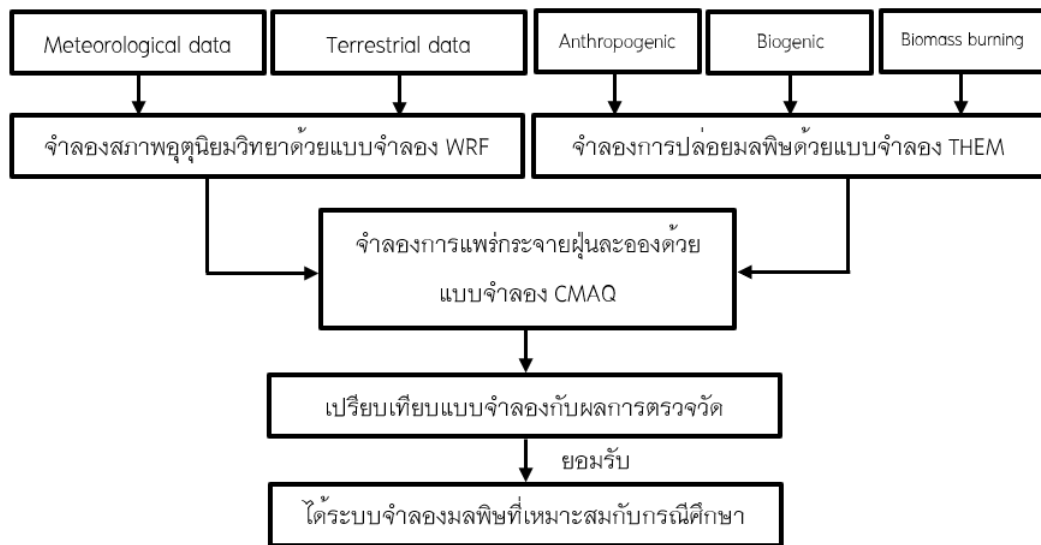 Meteorological data
Terrestrial data
Anthropogenic
Biogenic
Biomass burning
จำลองสภาพอุตุนิยมวิทยาด้วยแบบจำลอง WRF
จำลองการปล่อยมลพิษด้วยแบบจำลอง THEM
จำลองการแพร่กระจายฝุ่นละอองด้วย
แบบจำลอง CMAQ
เปรียบเทียบแบบจำลองกับผลการตรวจวัด
ยอมรับ
ได้ระบบจำลองมลพิษที่เหมาะสมกับกรณีศึกษา